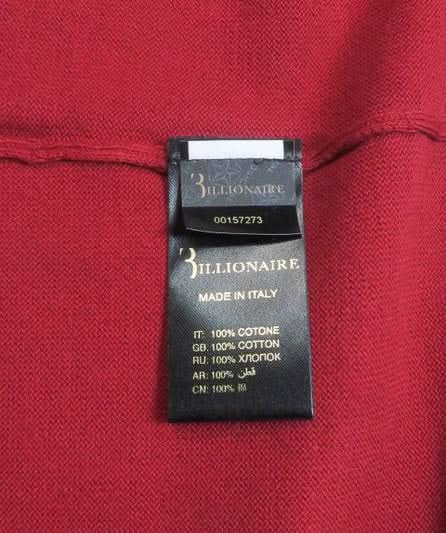 BILLIONAIRE
00157273
BILLIONAIRE
MADE IN ITALY
IT: 100% COTONE
GB: 100% COTTON
RU: 100% ХЛОПОК
AR: 100% قطن
CN: 100%